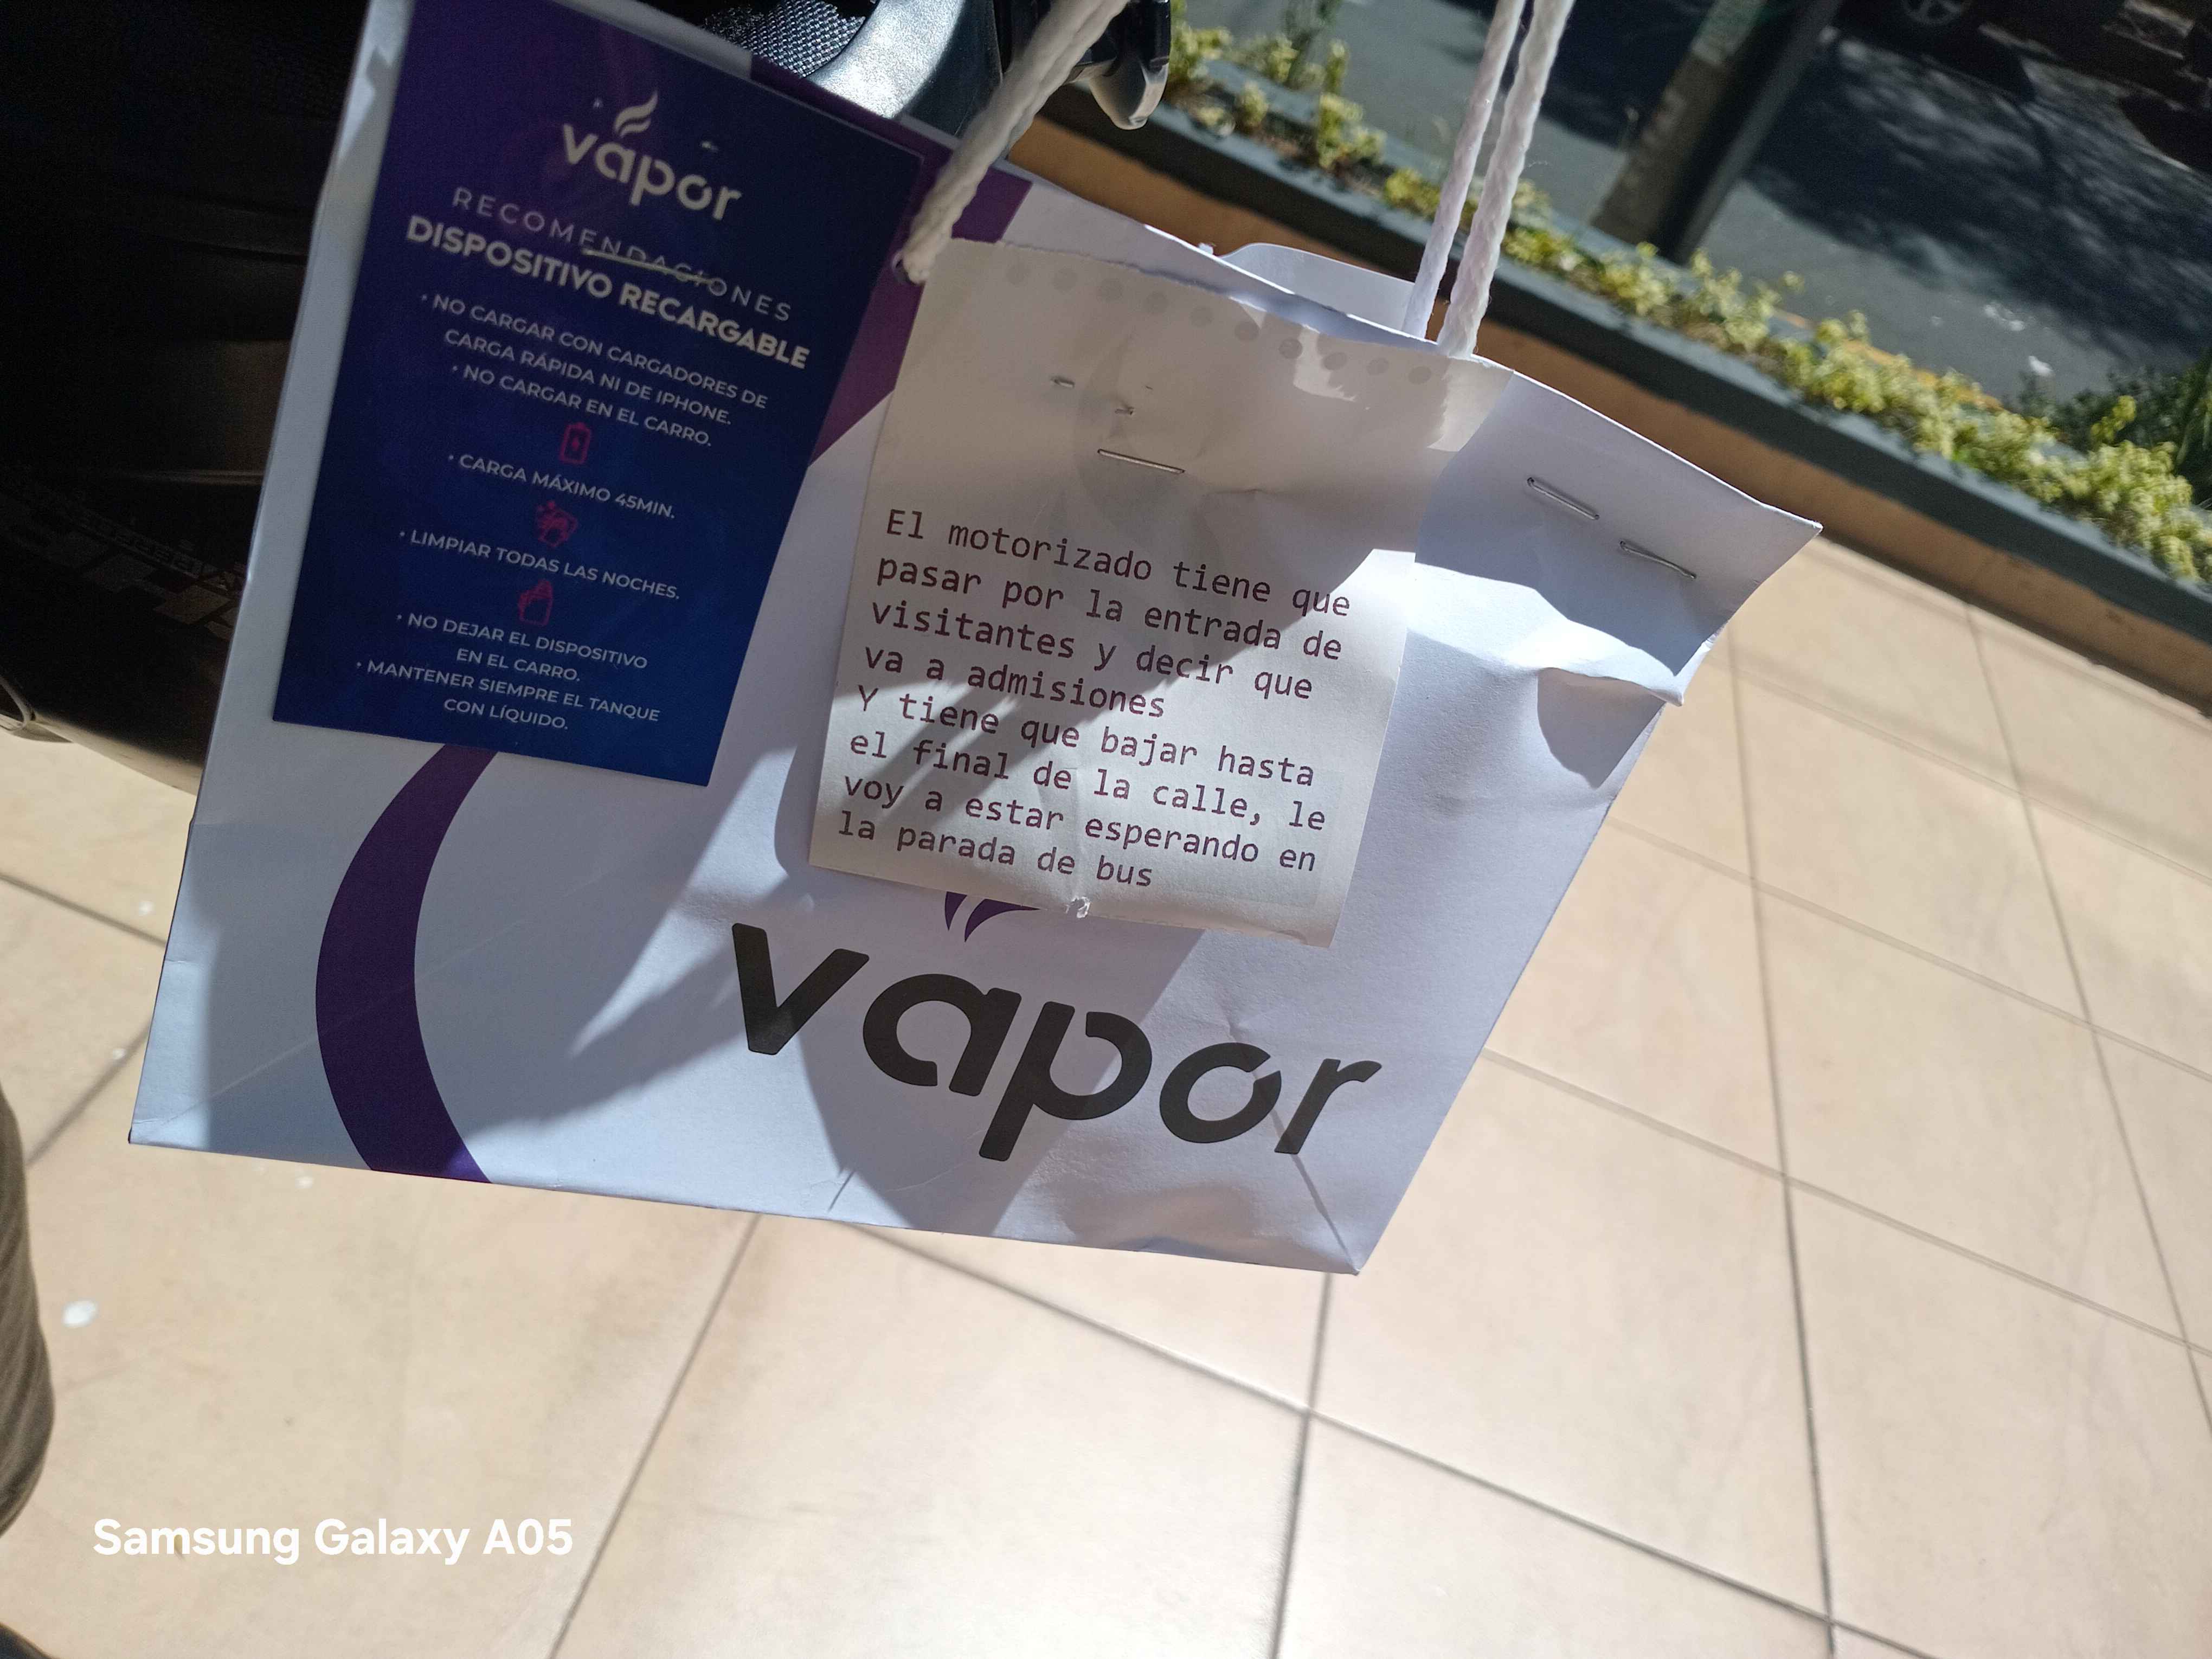 vapor
RECOMENDACIONES
DISPOSITIVO RECARGABLE
• NO CARGAR CON CARGADORES DE
CARGA RÁPIDA NI DE IPHONE.
• NO CARGAR EN EL CARRO.
• CARGA MÁXIMO 45MIN.
• LIMPIAR TODAS LAS NOCHES.
• NO DEJAR EL DISPOSITIVO
EN EL CARRO.
• MANTENER SIEMPRE EL TANQUE
CON LÍQUIDO.
El motorizado tiene que
pasar por la entrada de
visitantes y decir que
va a admisiones
Y tiene que bajar hasta
el final de la calle, le
voy a estar esperando en
la parada de bus
vapor
Samsung Galaxy A05